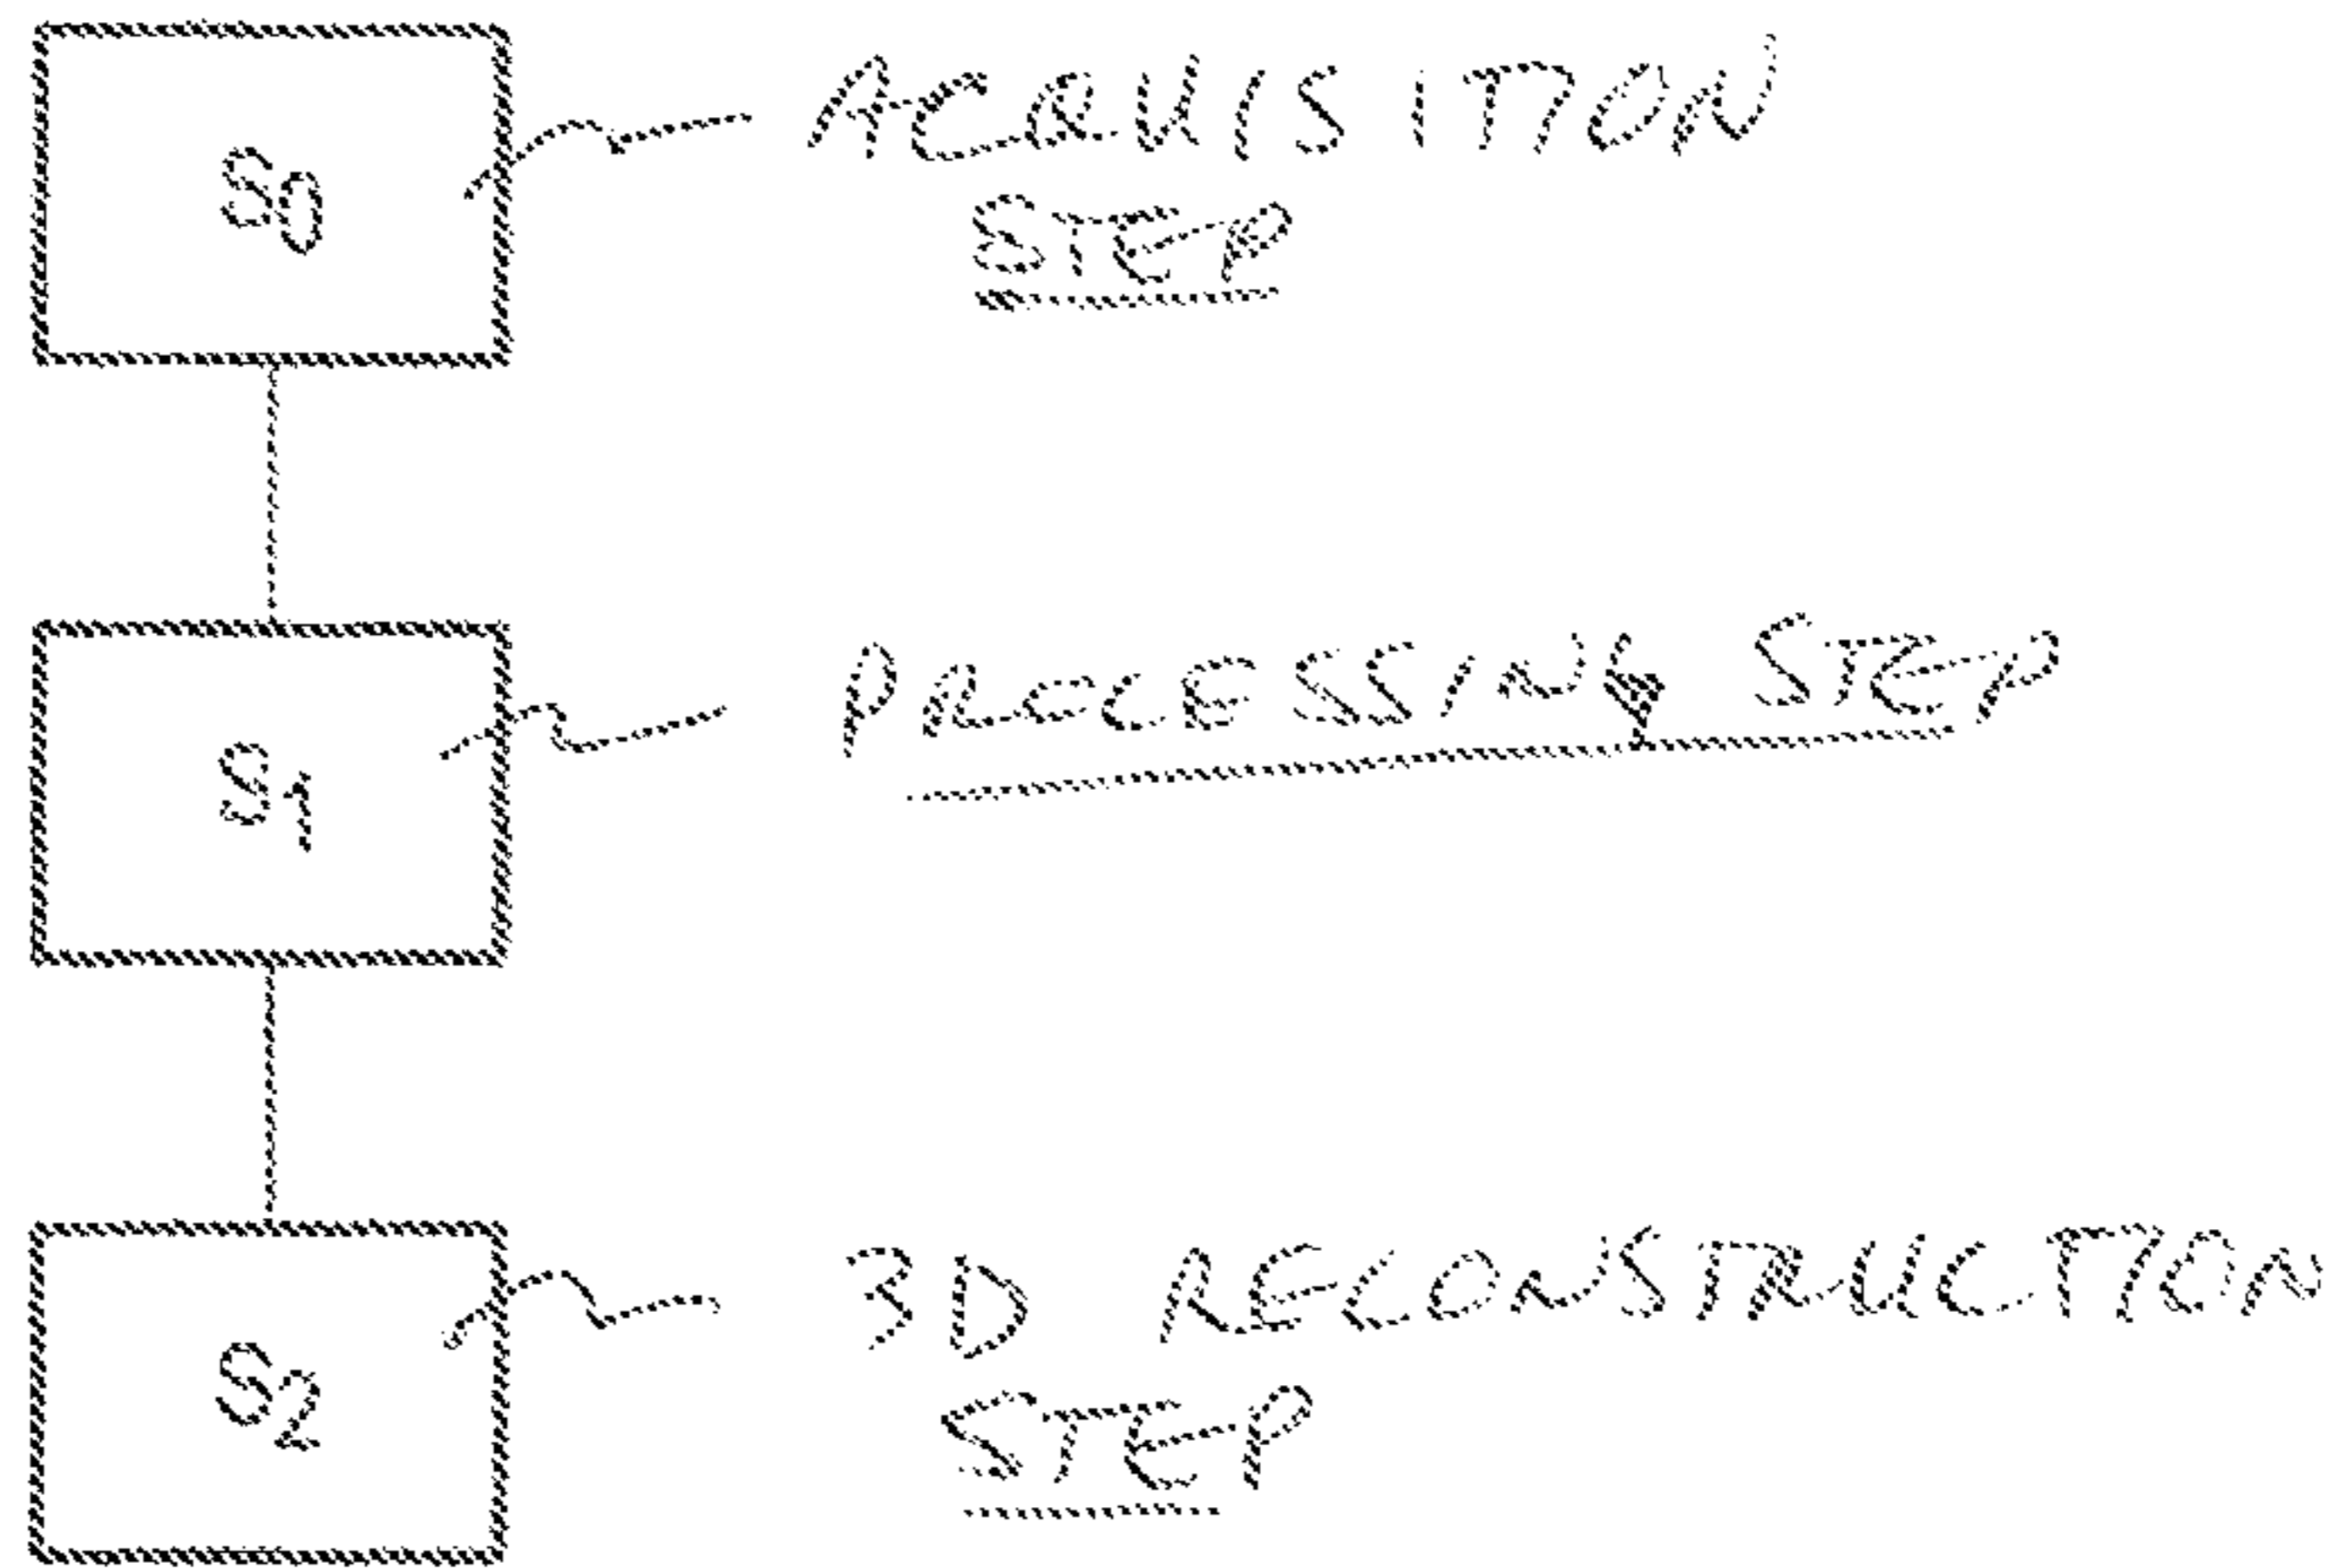 S0
ACQUISITION
STEP
S1
PROCESSING STEP
S2
3D RECONSTRUCTION
STEP